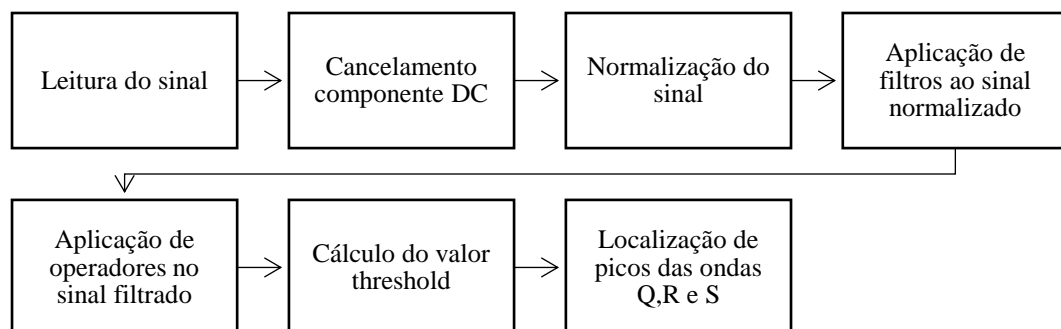 Leitura do sinal
Cancelamento
componente DC
Normalização do
sinal
Aplicação de
filtros ao sinal
normalizado
Aplicação de
operadores no
sinal filtrado
Cálculo do valor
threshold
Localização de
picos das ondas
Q,R e S